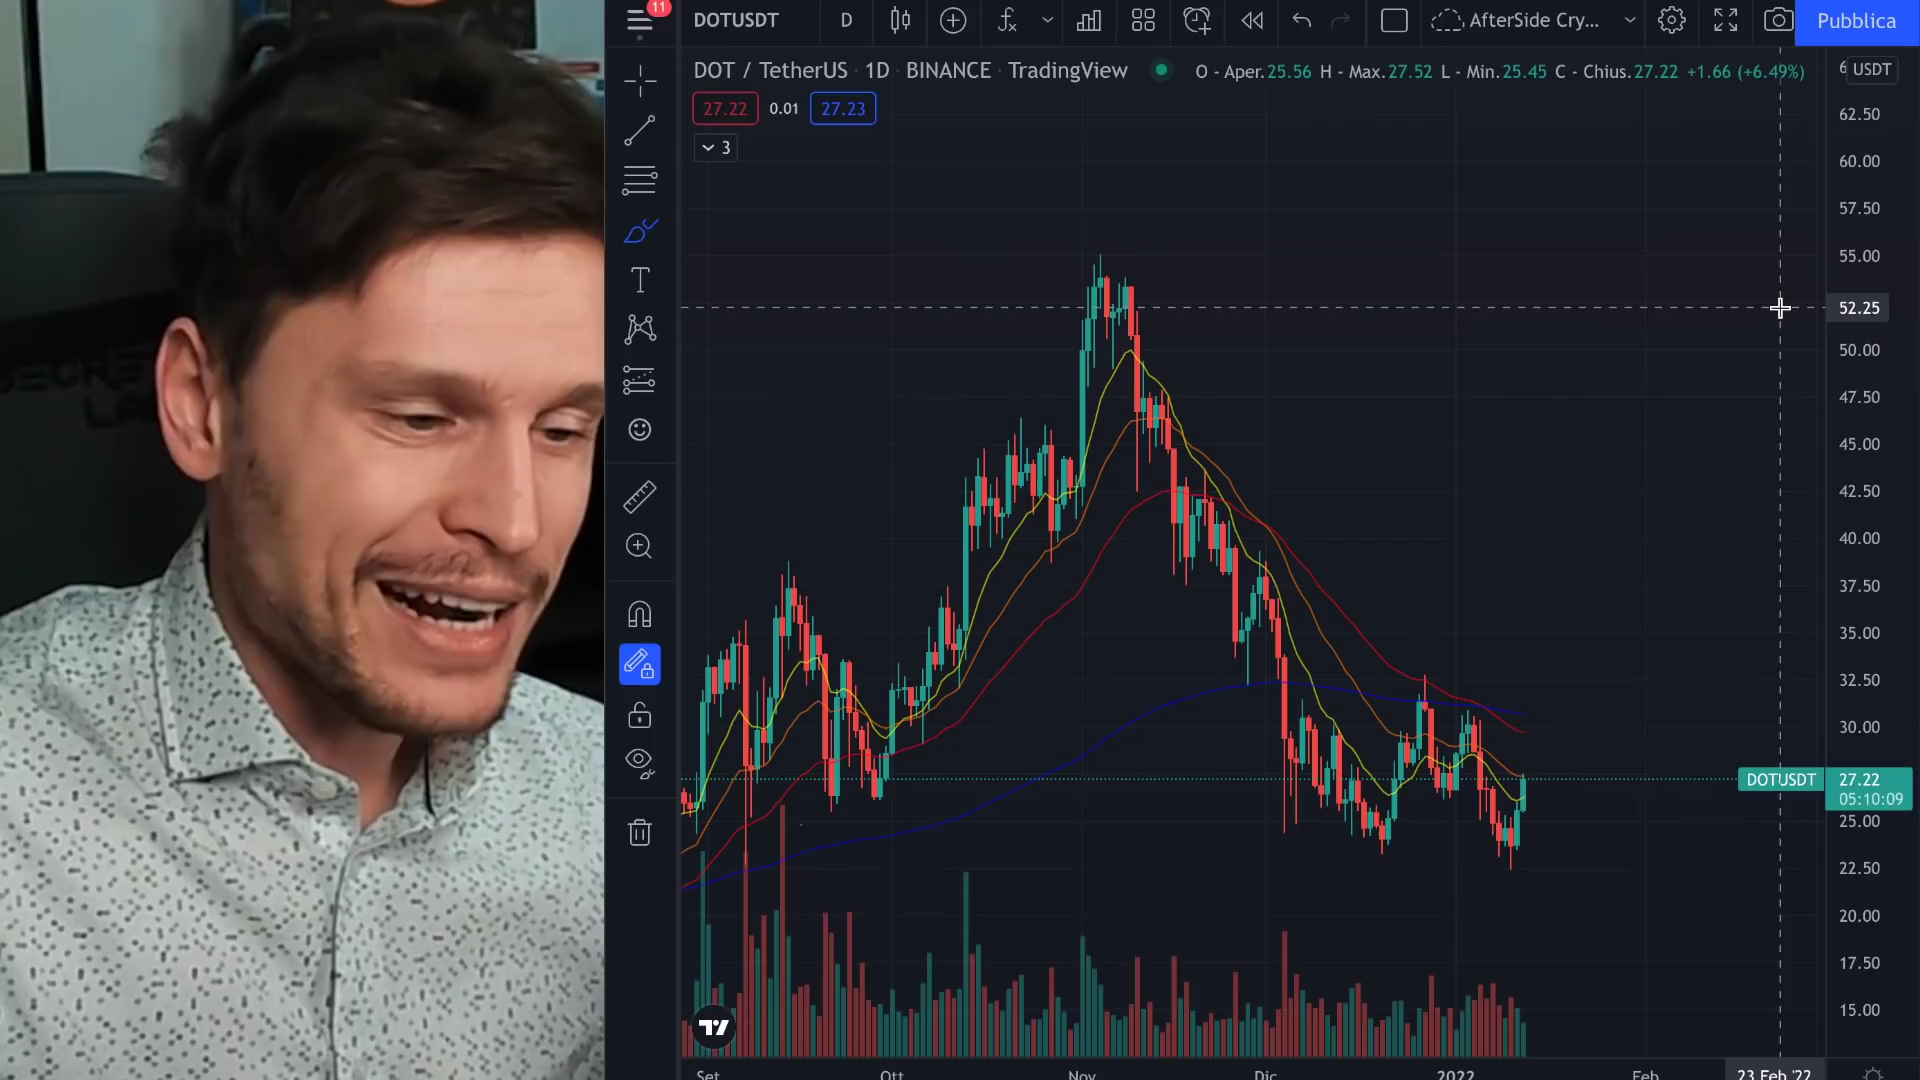 11
DOTUSDT
D
AfterSide Cry...
Pubblica
DOT / TetherUS · 1D · BINANCE · TradingView
O - Aper.25.56 H - Max.27.52 L - Min.25.45 C - Chius.27.22 +1.66 (+6.49%)
USDT
27.22
0.01
27.23
3
62.50
60.00
57.50
55.00
52.25
50.00
47.50
45.00
42.50
40.00
37.50
35.00
32.50
30.00
DOTUSDT
27.22
05:10:09
25.00
22.50
20.00
17.50
15.00
Set
Ott
Nov
Dic
2022
Feb
23 Feb '22